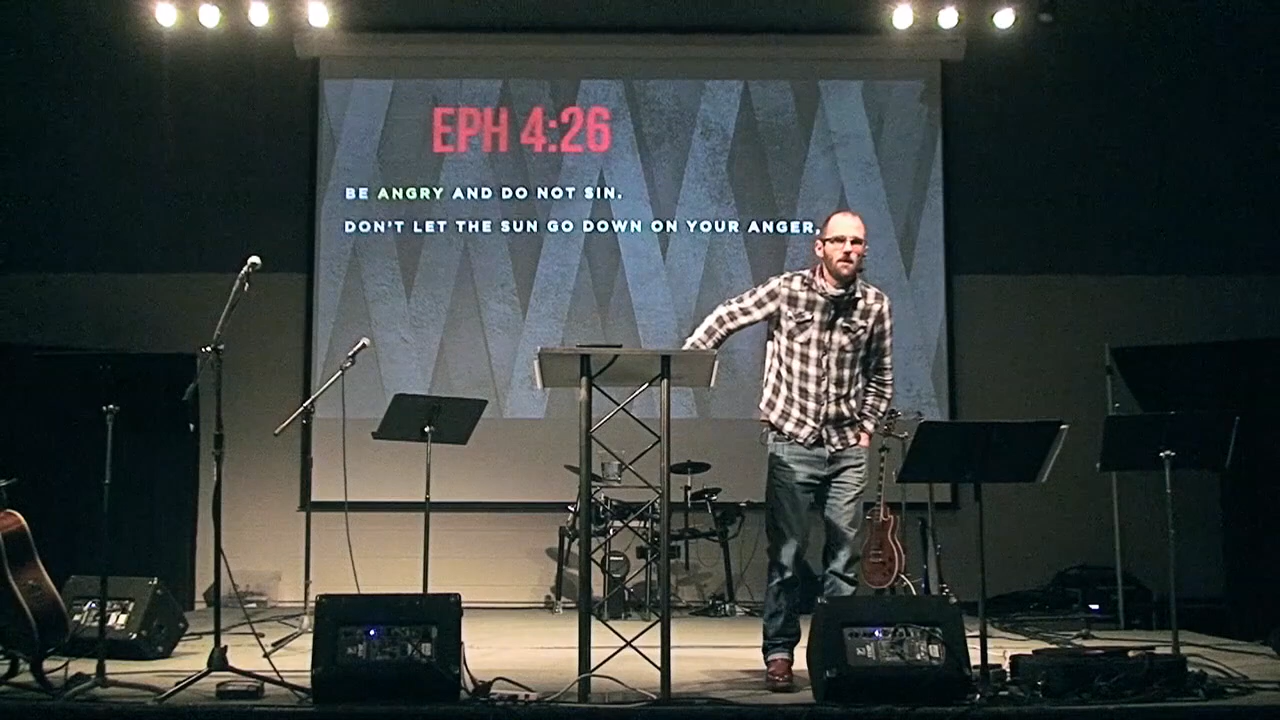 EPH 4:26
BE ANGRY AND DO NOT SIN.
DON'T LET THE SUN GO DOWN ON YOUR ANGER,